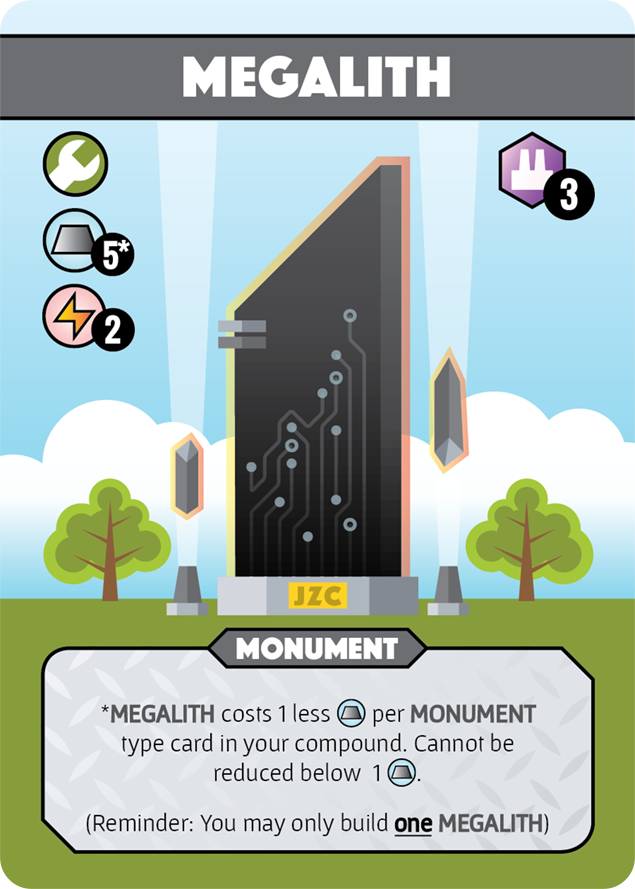 MEGALITH
3
5*
2
JZC
MONUMENT
*MEGALITH costs 1 less per MONUMENT
type card in your compound. Cannot be
reduced below 1 .
(Reminder: You may only build one MEGALITH)